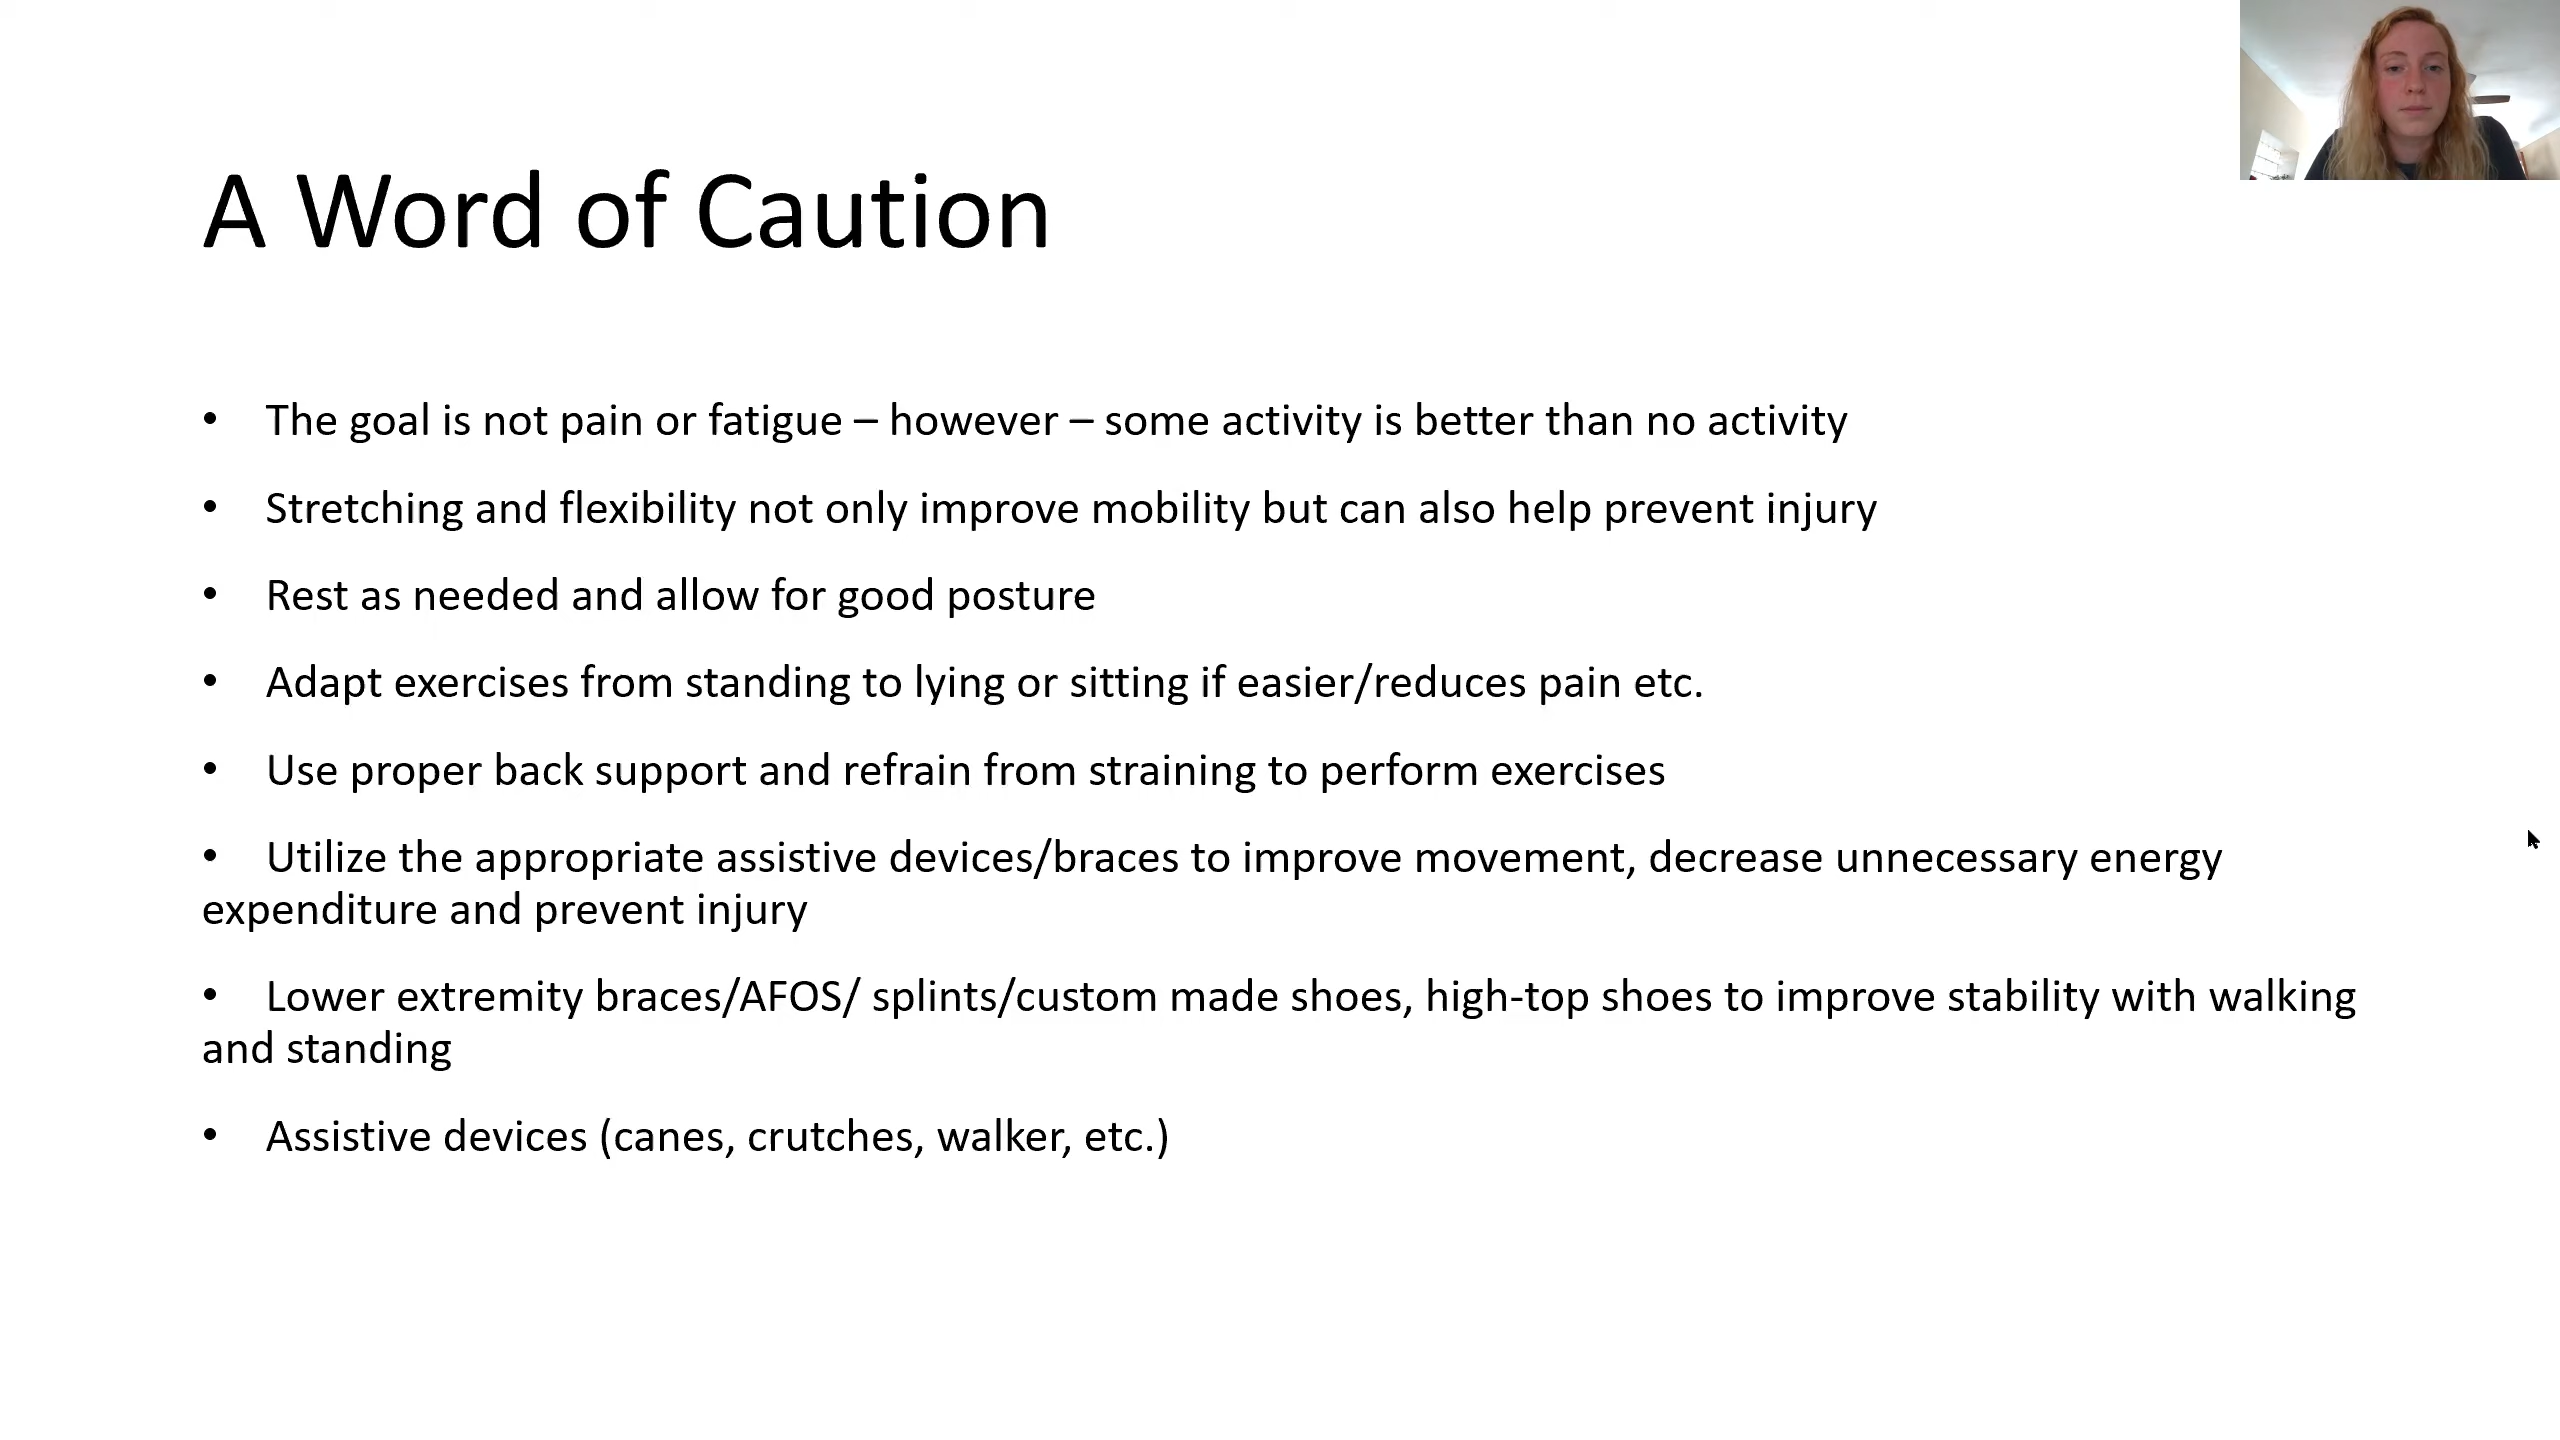 A Word of Caution
• The goal is not pain or fatigue – however – some activity is better than no activity
• Stretching and flexibility not only improve mobility but can also help prevent injury
• Rest as needed and allow for good posture
• Adapt exercises from standing to lying or sitting if easier/reduces pain etc.
• Use proper back support and refrain from straining to perform exercises
• Utilize the appropriate assistive devices/braces to improve movement, decrease unnecessary energy
expenditure and prevent injury
• Lower extremity braces/AFOS/ splints/custom made shoes, high-top shoes to improve stability with walking
and standing
• Assistive devices (canes, crutches, walker, etc.)